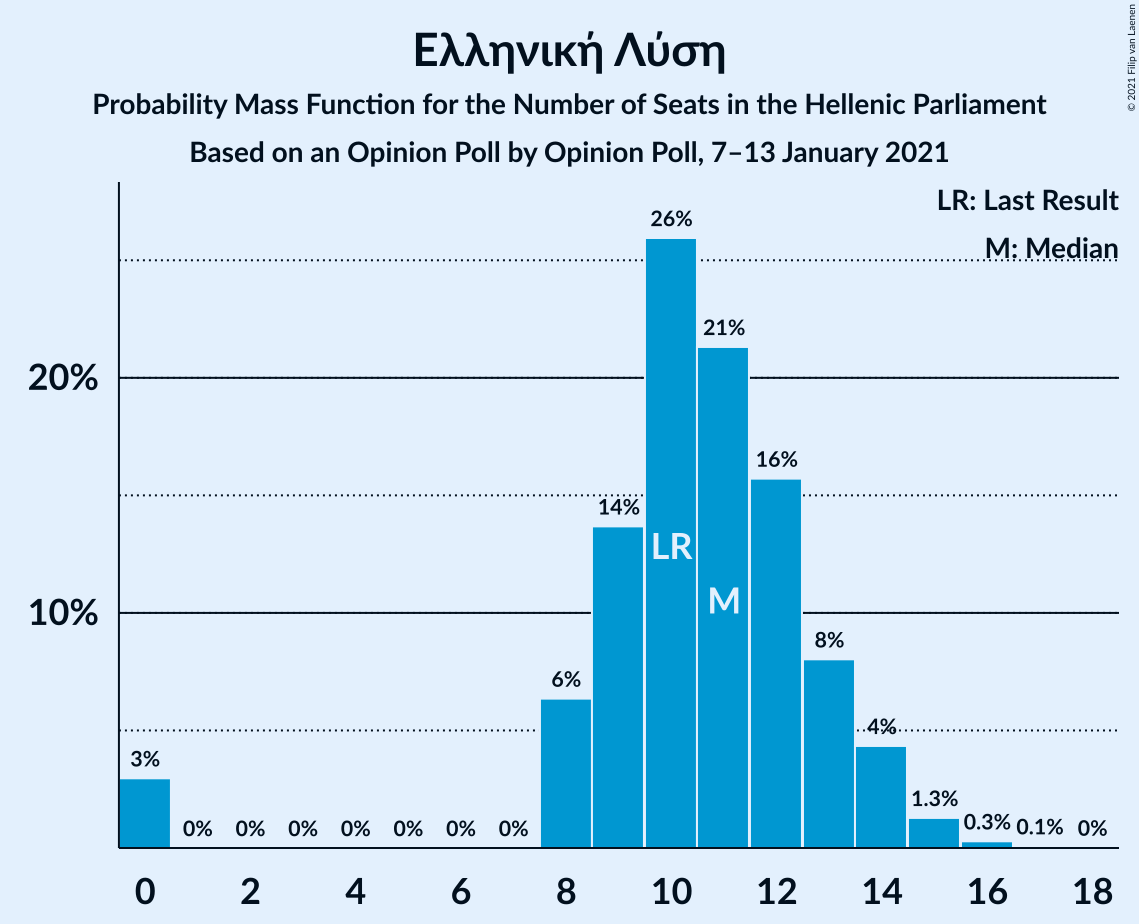 © 2021 Filip van Laenen
Ελληνική Λύση
Probability Mass Function for the Number of Seats in the Hellenic Parliament
Based on an Opinion Poll by Opinion Poll, 7–13 January 2021
LR: Last Result
M: Median
26%
21%
20%
16%
14%
LR
M
10%
8%
6%
4%
3%
1.3%
0% 0% 0% 0% 0% 0% 0% 0.3% 0.1% 0%
0 2 4 6 8 10 12 14 16 18